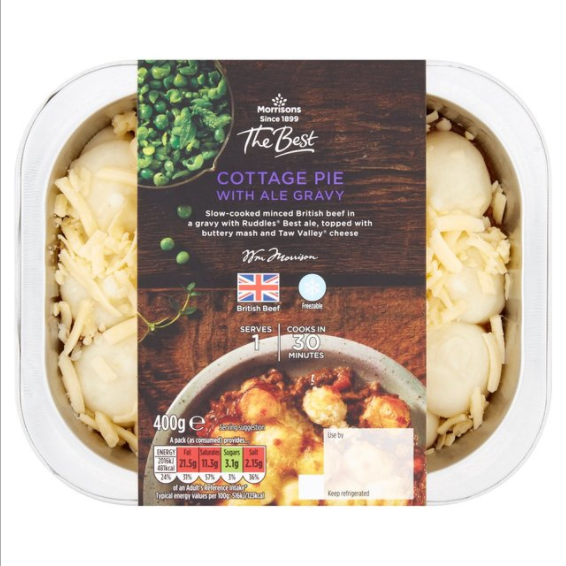 Morrisons
Since 1899
The Best
COTTAGE PIE
WITH ALE GRAVY
Slow-cooked minced British beef in
a gravy with Ruddles® Best ale, topped with
buttery mash and Taw Valley® cheese
Wm Morrison
British Beef
Freezable
SERVES
1
COOKS IN
30
MINUTES
400g ℮
Serving suggestion
A pack (as consumed) provides:
ENERGY 2016kJ 481kcal 24%
Fat 21.5g 31%
Saturates 11.3g 57%
Sugars 3.1g 3%
Salt 2.15g 36%
of an Adult's Reference Intake*
Typical energy values per 100g: 516kJ/123kcal
Use by
Keep refrigerated